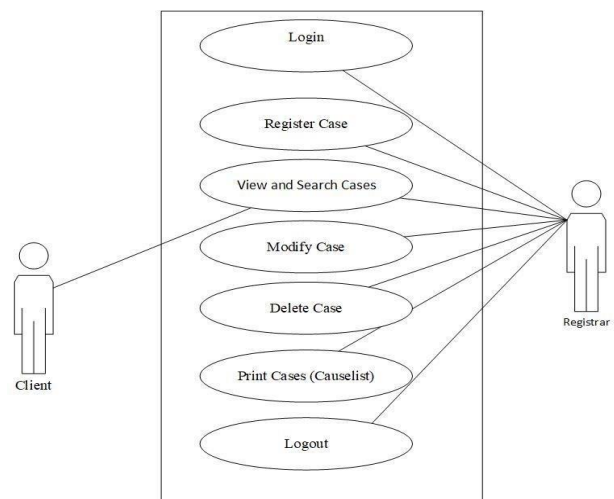 Login
Register Case
View and Search Cases
Modify Case
Delete Case
Print Cases (Causelist)
Logout
Client
Registrar